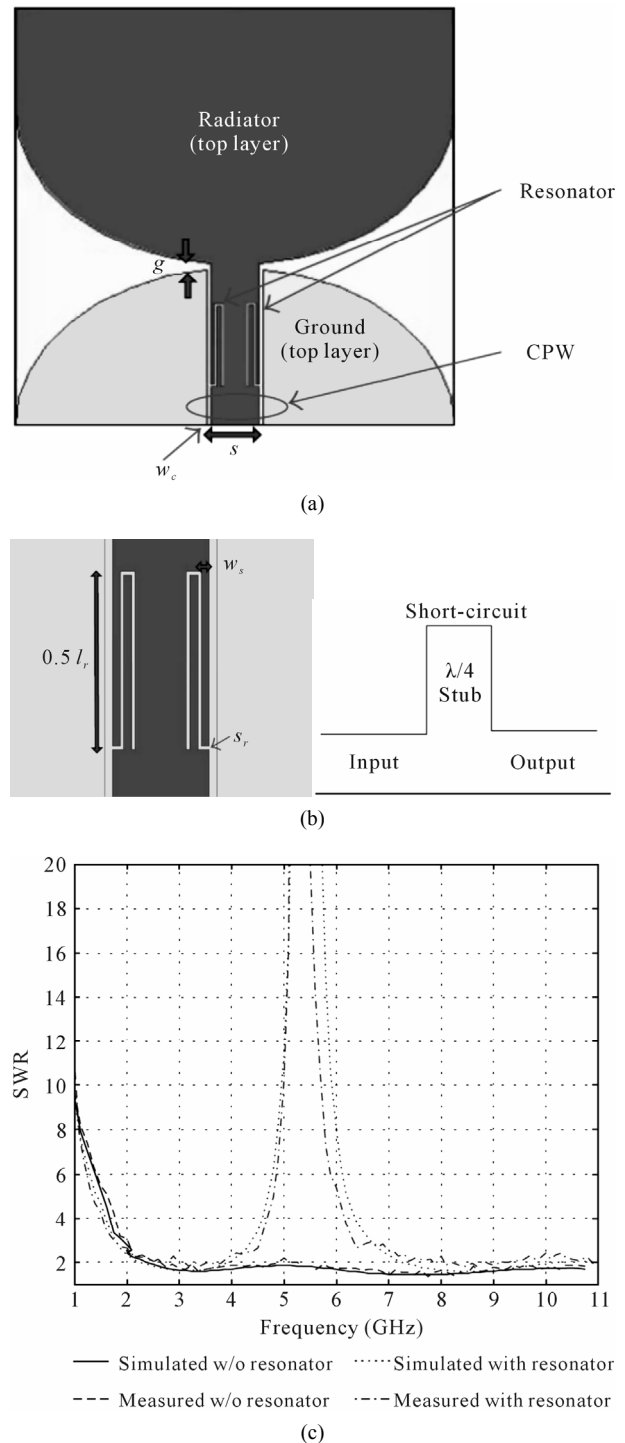 Radiator
(top layer)
Resonator
g
Ground
(top layer)
CPW
s
w_c
(a)
w_s
0.5 l_r
s_r
Short-circuit
λ/4
Stub
Input Output
(b)
20
18
16
14
12
10
8
6
4
2
SWR
1 2 3 4 5 6 7 8 9 10 11
Frequency (GHz)
Simulated w/o resonator Simulated with resonator
Measured w/o resonator Measured with resonator
(c)